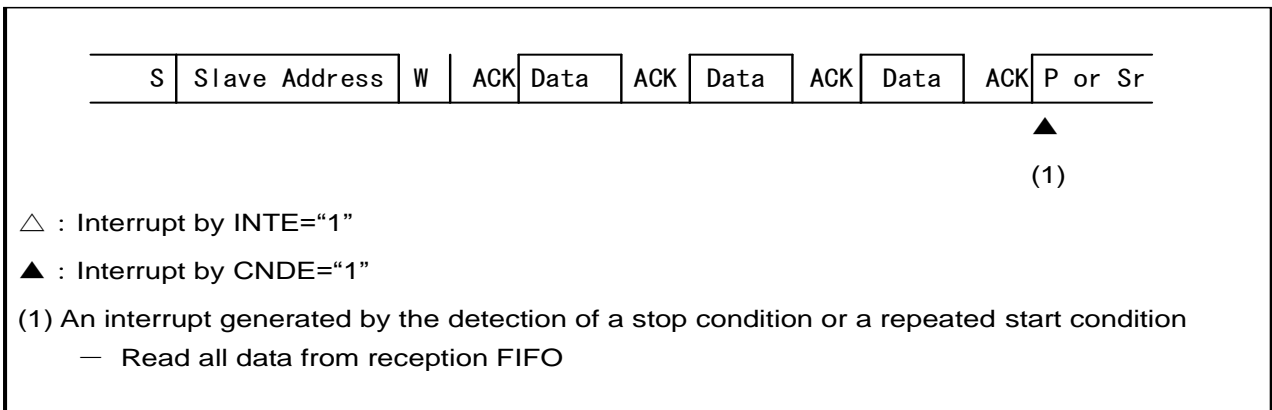 S Slave Address W ACK Data ACK Data ACK Data ACK P or Sr
▲
(1)
△ : Interrupt by INTE=“1”
▲ : Interrupt by CNDE=“1”
(1) An interrupt generated by the detection of a stop condition or a repeated start condition
― Read all data from reception FIFO